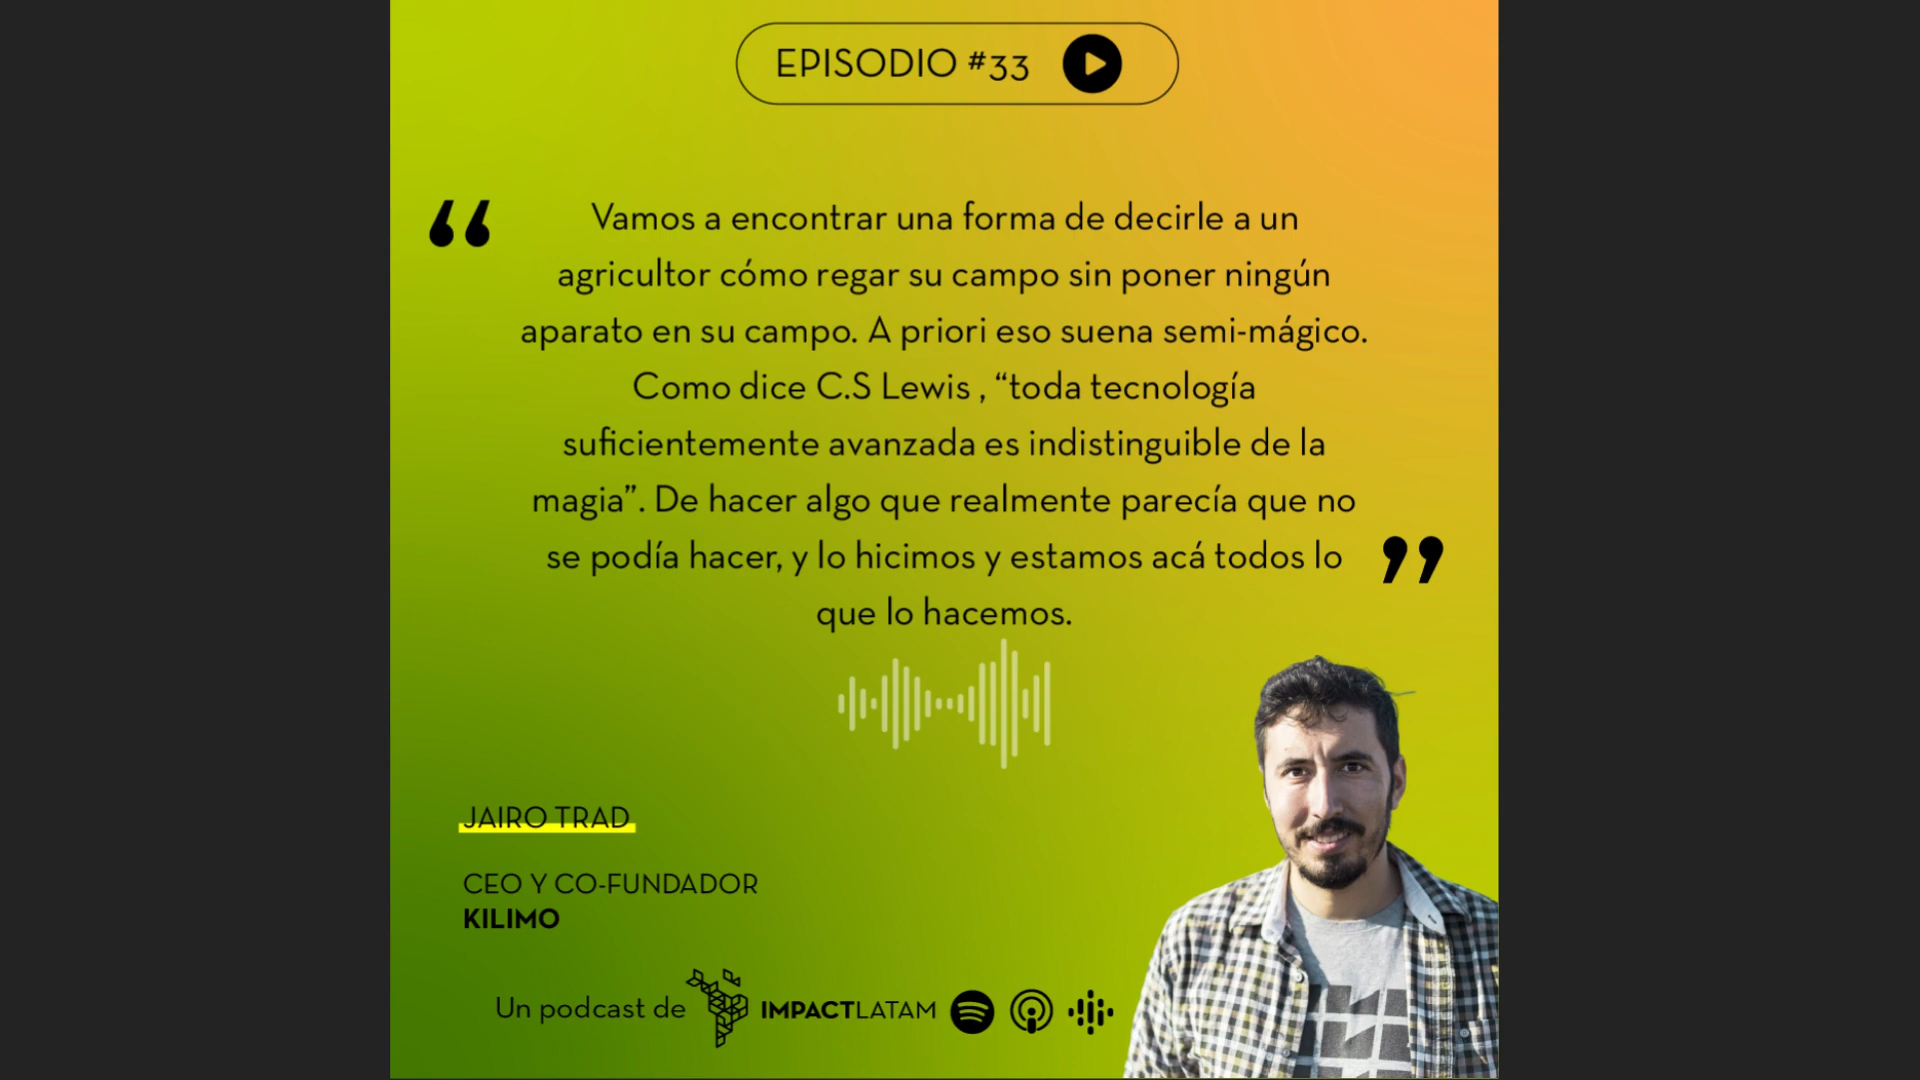 EPISODIO #33
“ Vamos a encontrar una forma de decirle a un
agricultor cómo regar su campo sin poner ningún
aparato en su campo. A priori eso suena semi-mágico.
Como dice C.S Lewis , “toda tecnología
suficientemente avanzada es indistinguible de la
magia”. De hacer algo que realmente parecía que no
se podía hacer, y lo hicimos y estamos acá todos lo ”
que lo hacemos.
JAIRO TRAD
CEO Y CO-FUNDADOR
KILIMO
Un podcast de IMPACTLATAM